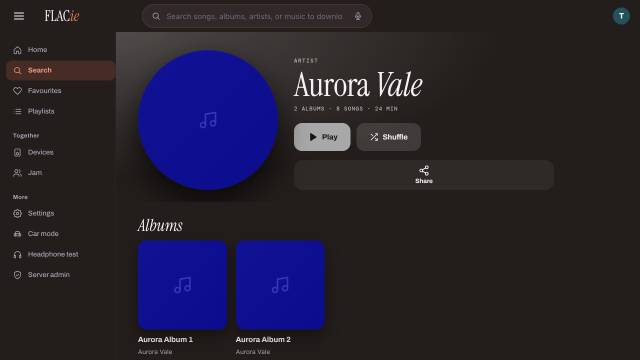 FLACie
Search songs, albums, artists, or music to downlo
T
Home
Search
Favourites
Playlists
Together
Devices
Jam
More
Settings
Car mode
Headphone test
Server admin
ARTIST
Aurora Vale
2 ALBUMS · 8 SONGS · 24 MIN
Play
Shuffle
Share
Albums
Aurora Album 1
Aurora Vale
Aurora Album 2
Aurora Vale